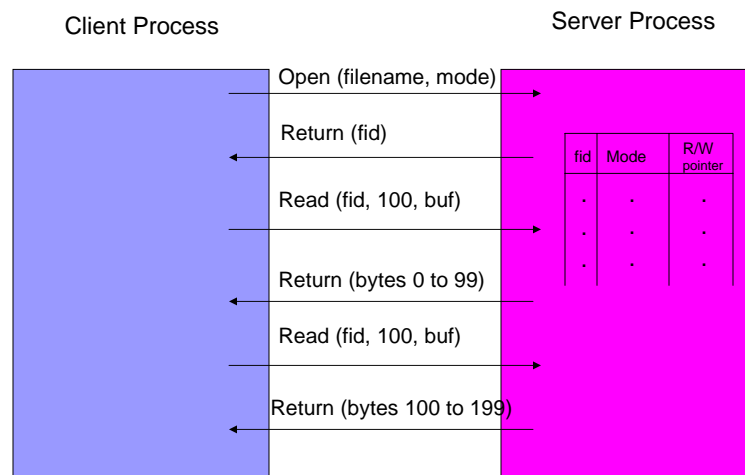 Client Process
Server Process
Open (filename, mode)
Return (fid)
fid Mode R/W pointer
Read (fid, 100, buf)
. . .
. . .
. . .
Return (bytes 0 to 99)
Read (fid, 100, buf)
Return (bytes 100 to 199)